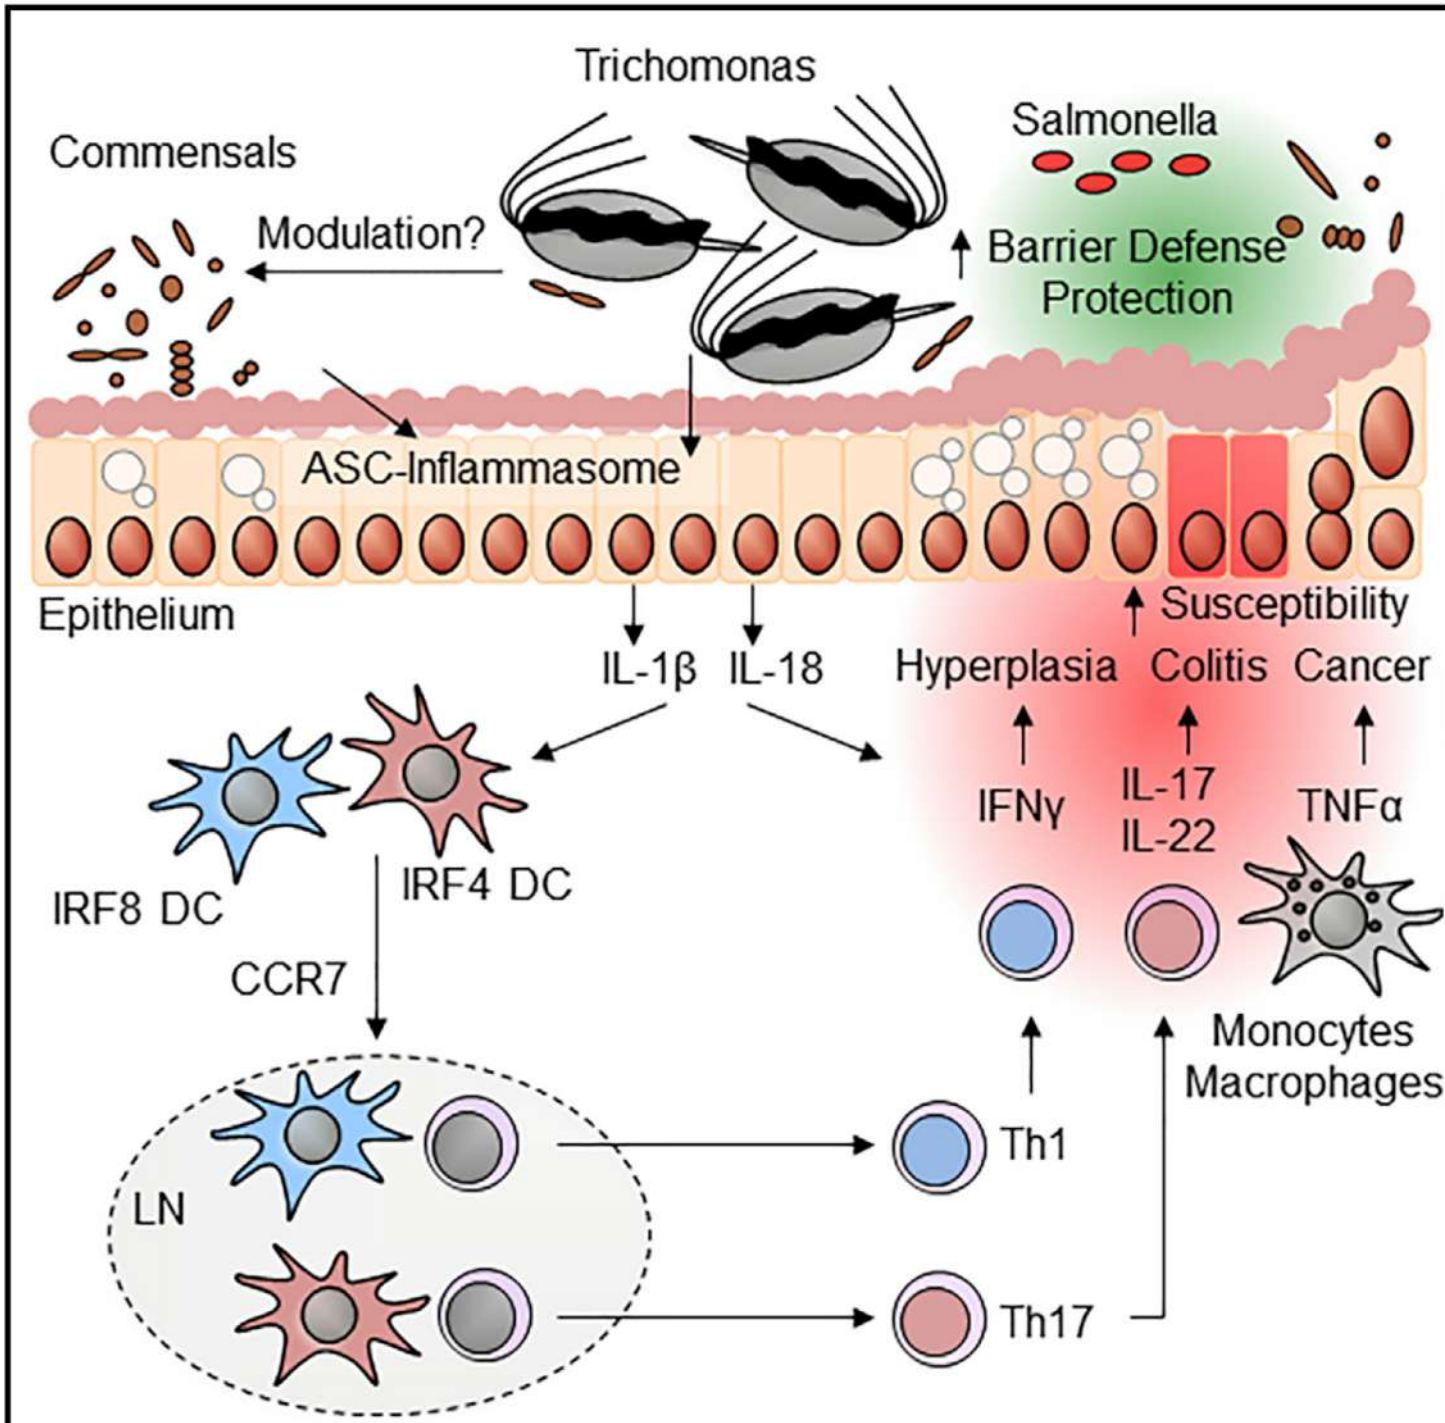 Trichomonas
Salmonella
Commensals
Modulation?
Barrier Defense
Protection
ASC-Inflammasome
Epithelium
Susceptibility
IL-1β IL-18
Hyperplasia Colitis Cancer
IFNγ
IL-17
IL-22
TNFα
IRF8 DC
IRF4 DC
CCR7
Monocytes
Macrophages
LN
Th1
Th17